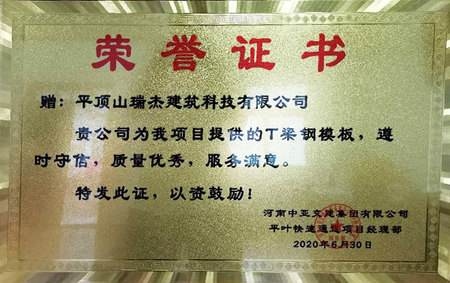 荣誉证书
赠：平顶山瑞杰建筑科技有限公司
贵公司为我项目提供的T梁钢模板，遵
时守信，质量优秀，服务满意。
特发此证，以资鼓励！
河南中亚交建集团有限公司
平叶快速通道项目经理部
2020年6月30日